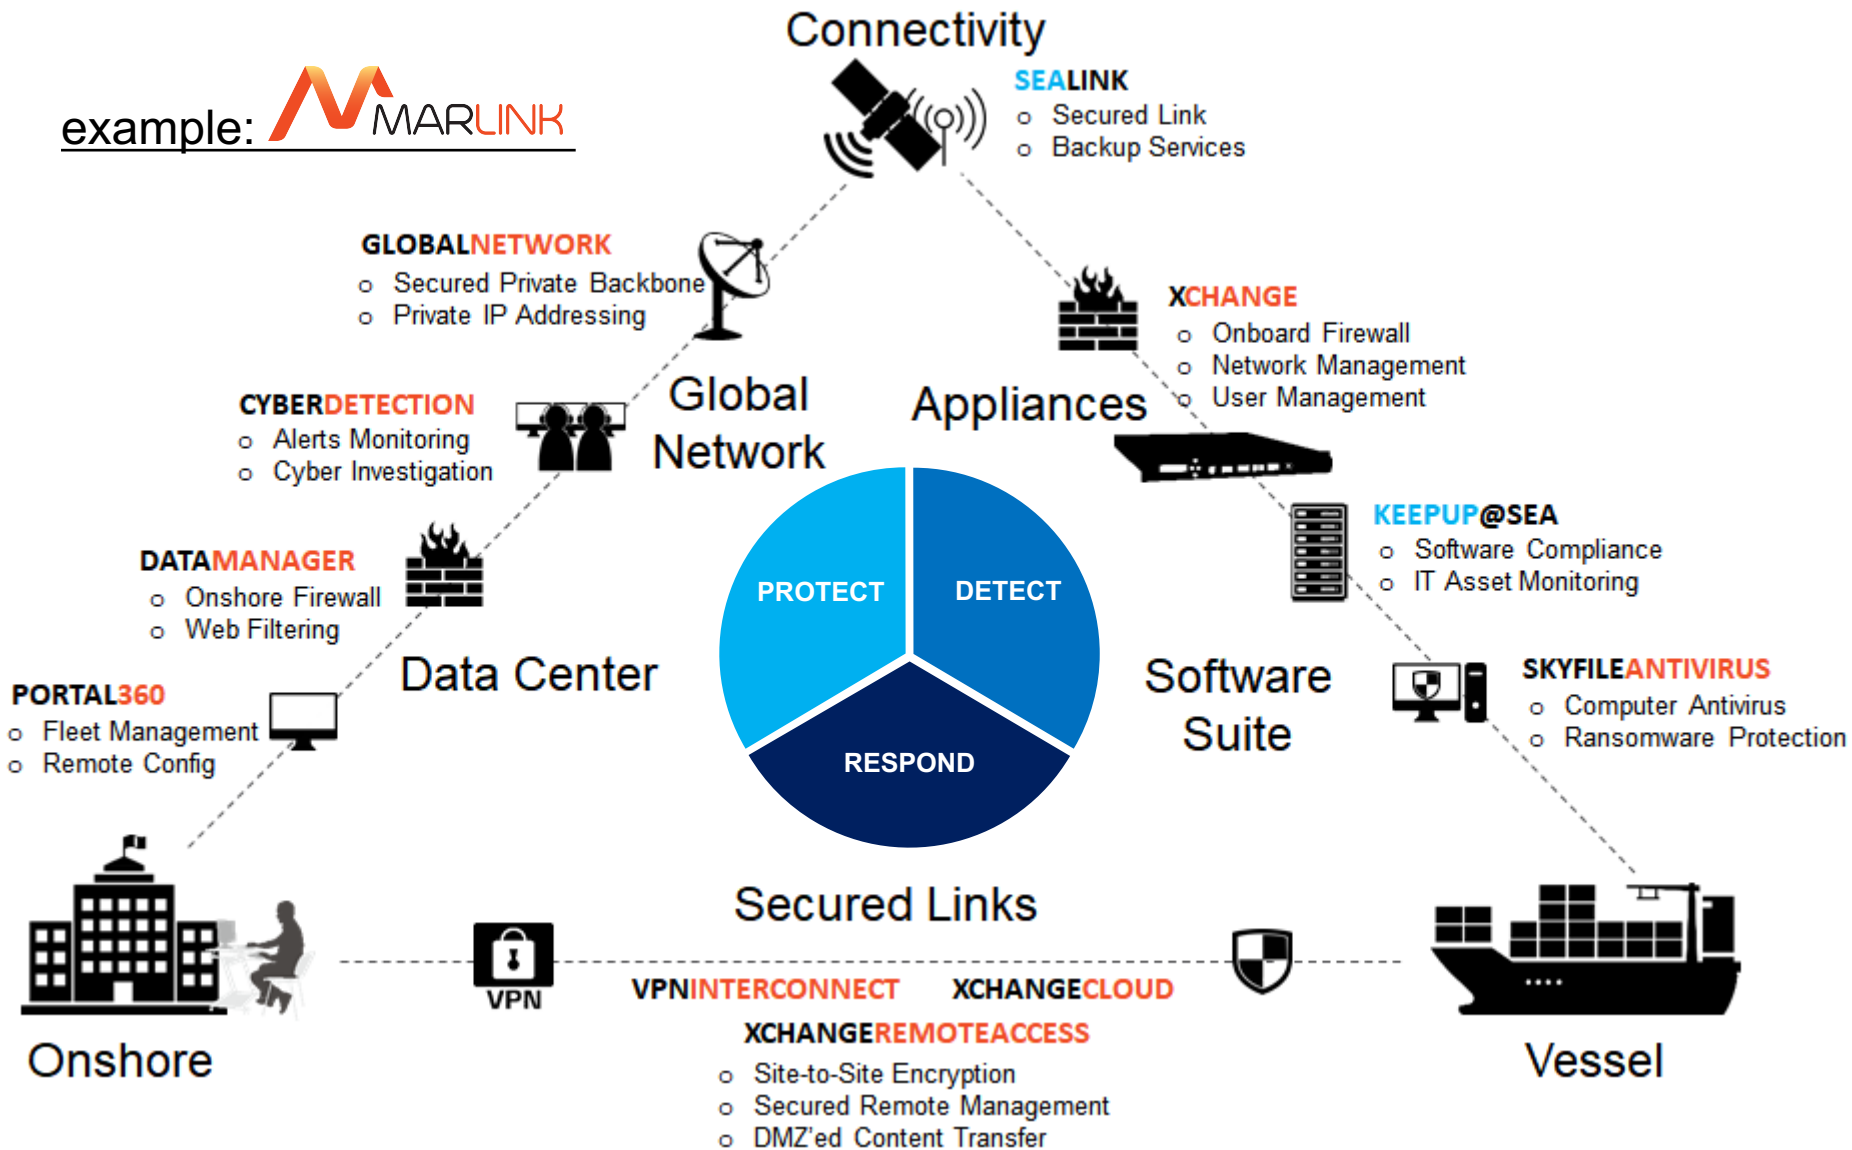 Connectivity
example: MARLINK
SEALINK
o Secured Link
o Backup Services
GLOBALNETWORK
o Secured Private Backbone
o Private IP Addressing
XCHANGE
o Onboard Firewall
o Network Management
o User Management
Global
Network
Appliances
CYBERDETECTION
o Alerts Monitoring
o Cyber Investigation
KEEPUP@SEA
o Software Compliance
o IT Asset Monitoring
DATAMANAGER
o Onshore Firewall
o Web Filtering
PROTECT
DETECT
RESPOND
Data Center
Software
Suite
SKYFILEANTIVIRUS
o Computer Antivirus
o Ransomware Protection
PORTAL360
o Fleet Management
o Remote Config
Secured Links
VPN
VPNINTERCONNECT XCHANGECLOUD
XCHANGEREMOTEACCESS
o Site-to-Site Encryption
o Secured Remote Management
o DMZ'ed Content Transfer
Onshore
Vessel